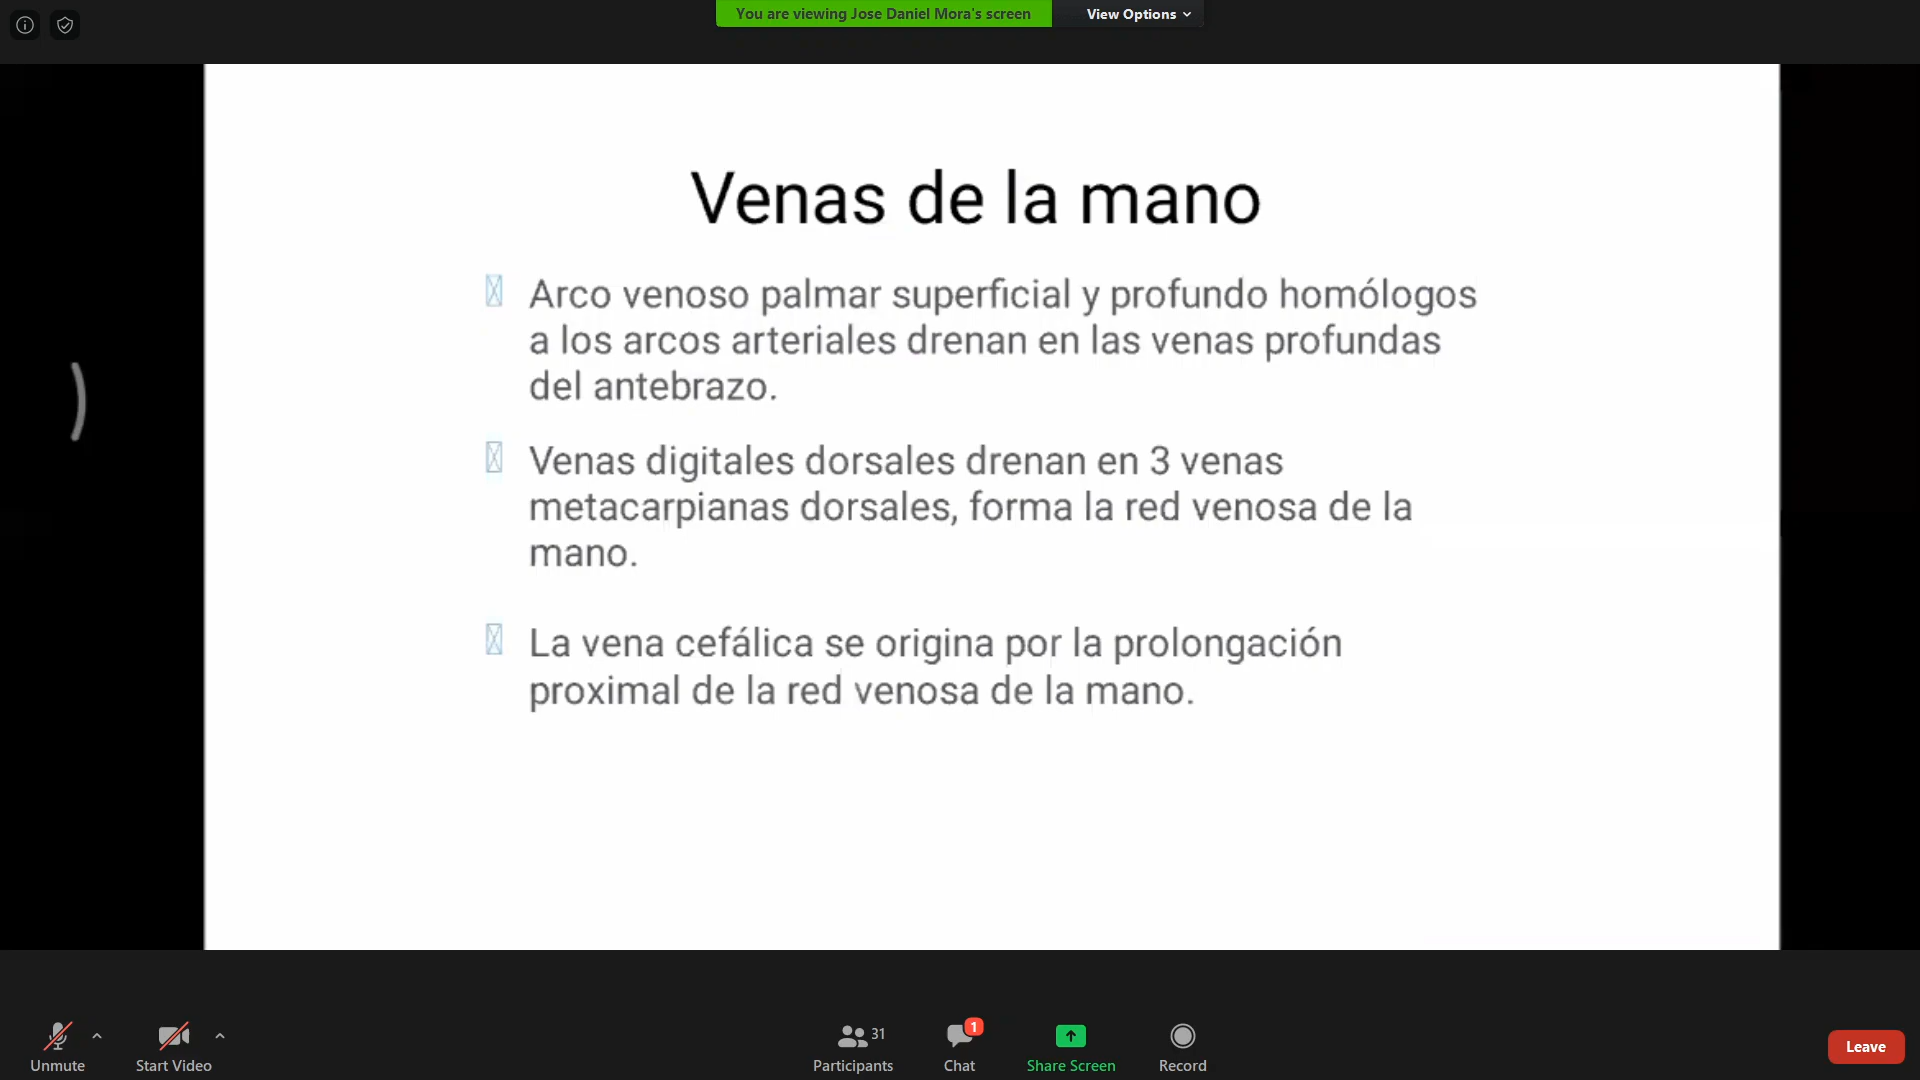 You are viewing Jose Daniel Mora's screen
View Options
Venas de la mano
Arco venoso palmar superficial y profundo homólogos
a los arcos arteriales drenan en las venas profundas
del antebrazo.
Venas digitales dorsales drenan en 3 venas
metacarpianas dorsales, forma la red venosa de la
mano.
La vena cefálica se origina por la prolongación
proximal de la red venosa de la mano.
Unmute
Start Video
31
Participants
1
Chat
Share Screen
Record
Leave